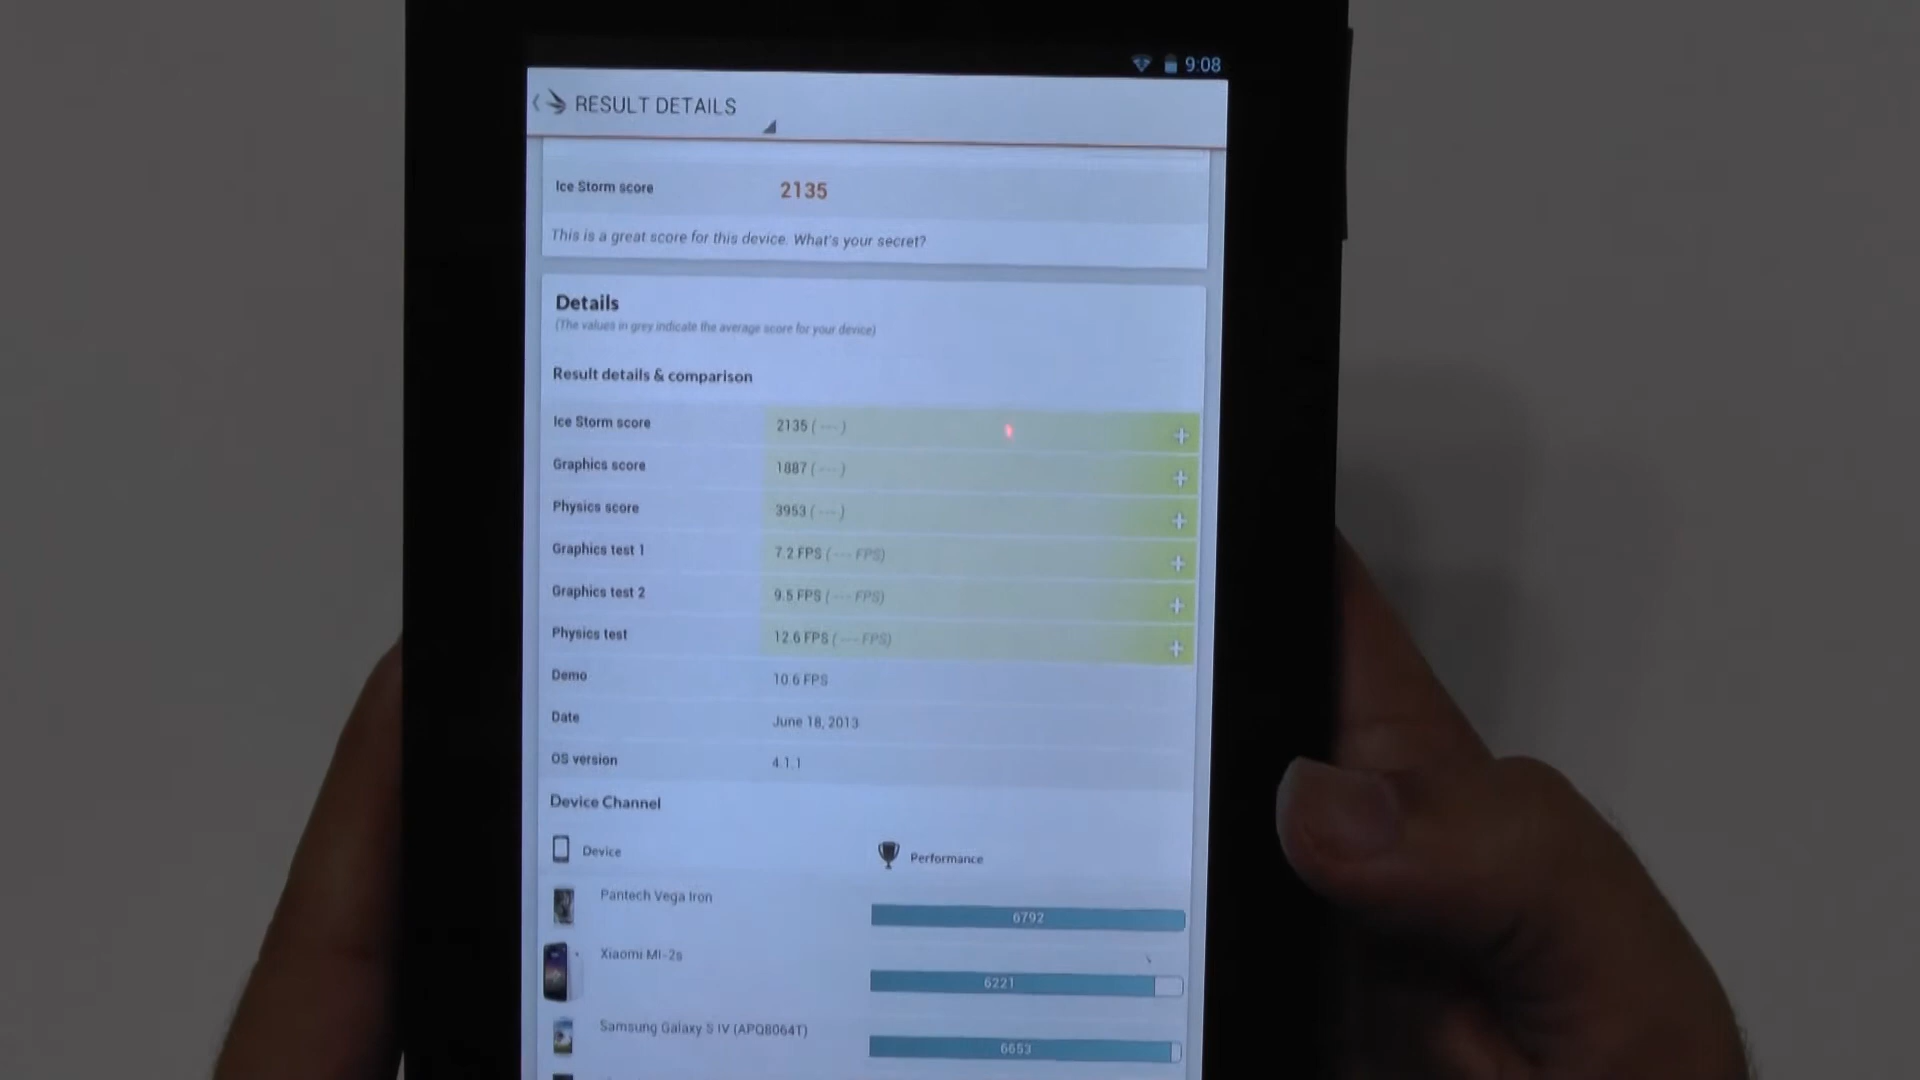 9:08
RESULT DETAILS
Ice Storm score 2135
This is a great score for this device. What's your secret?
Details
(The values in grey indicate the average score for your device)
Result details & comparison
Ice Storm score 2135 ( --- )
Graphics score 1887 ( --- )
Physics score 3953 ( --- )
Graphics test 1 7.2 FPS ( --- FPS)
Graphics test 2 9.5 FPS ( --- FPS)
Physics test 12.6 FPS ( --- FPS)
Demo 10.6 FPS
Date June 18, 2013
OS version 4.1.1
Device Channel
Device Performance
Pantech Vega Iron 6792
Xiaomi MI-2s 6221
Samsung Galaxy S IV (APQ8064T) 6653